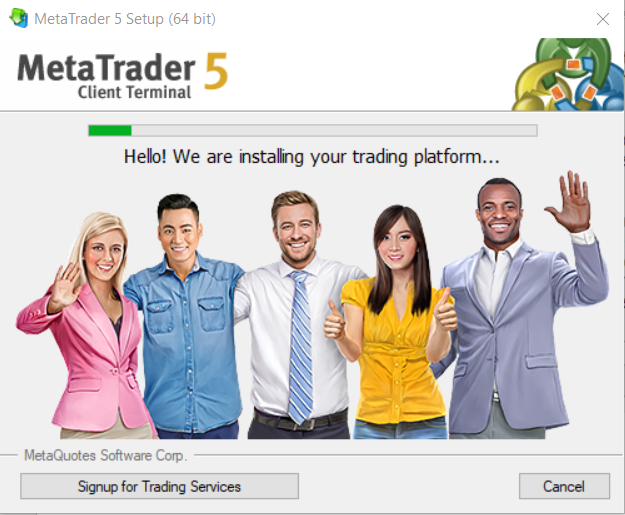 MetaTrader 5 Setup (64 bit)
MetaTrader 5
Client Terminal
Hello! We are installing your trading platform...
MetaQuotes Software Corp.
Signup for Trading Services
Cancel